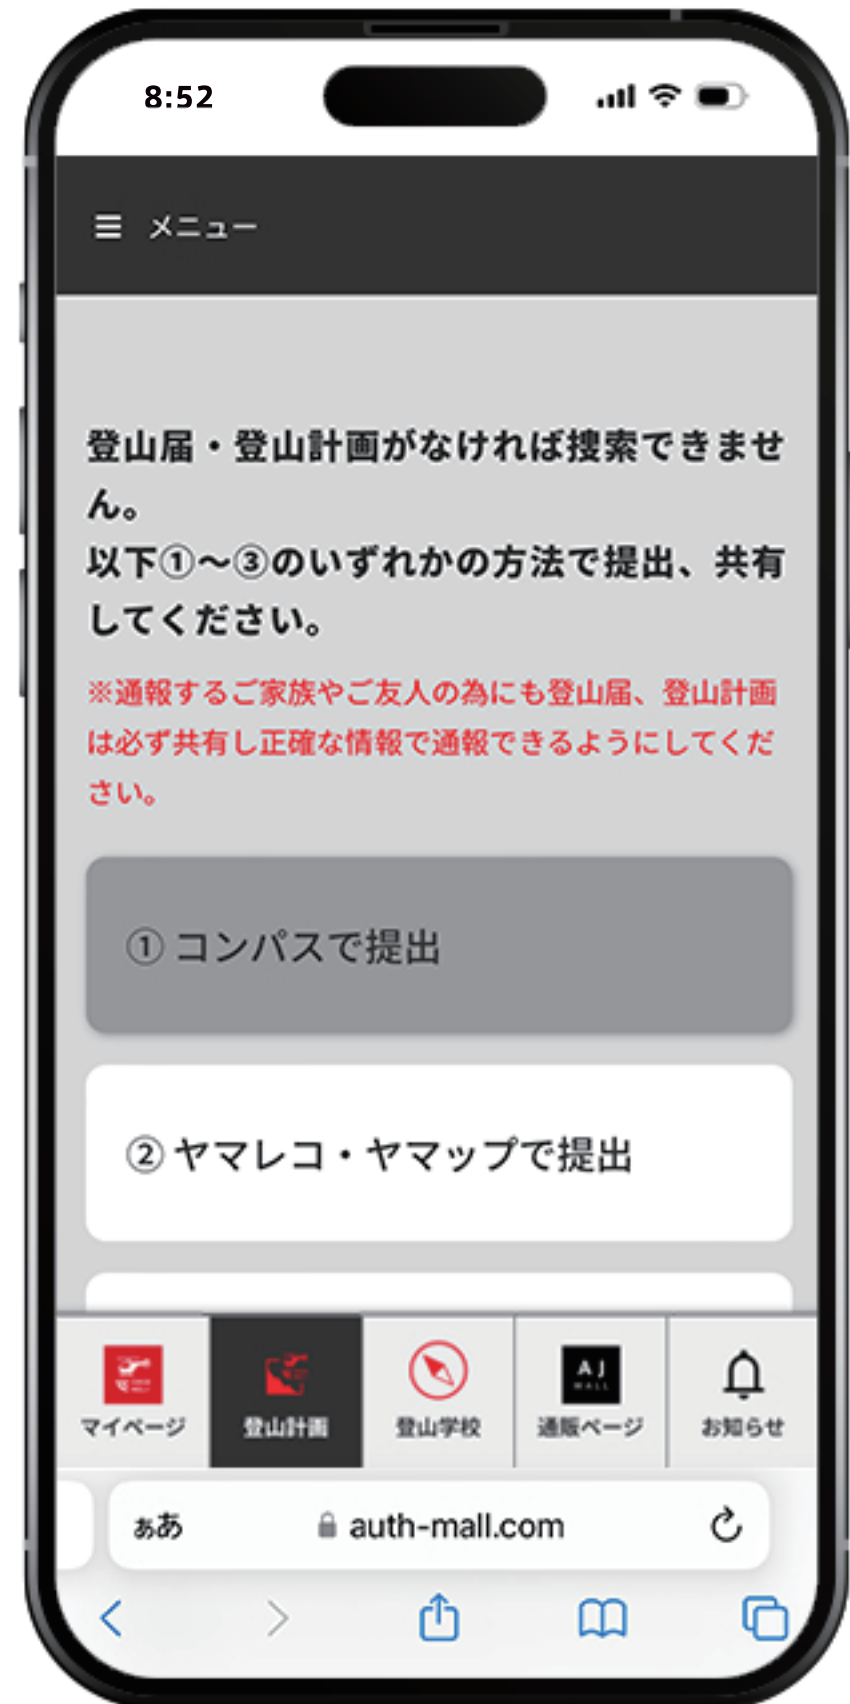 8:52
メニュー
登山届・登山計画がなければ捜索できませ
ん。
以下①～③のいずれかの方法で提出、共有
してください。
※通報するご家族やご友人の為にも登山届、登山計画
は必ず共有し正確な情報で通報できるようにしてくだ
さい。
① コンパスで提出
② ヤマレコ・ヤマップで提出
AJ
MALL
マイページ
登山計画
登山学校
通販ページ
お知らせ
ぁあ
auth-mall.com